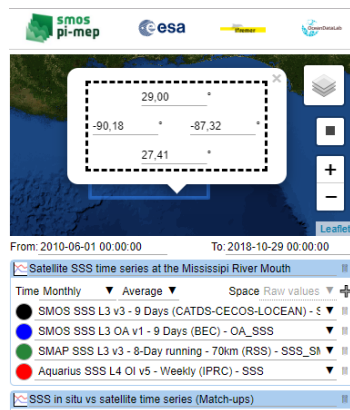 smos
pi-mep
esa
Ifremer
OceanDataLab
×
29,00 °
-90,18 ° -87,32 °
27,41 °
+
−
Leaflet
From: 2010-06-01 00:00:00 To: 2018-10-29 00:00:00
Satellite SSS time series at the Mississipi River Mouth
Time Monthly ▼ Average ▼ Space Raw values ▼
SMOS SSS L3 v3 - 9 Days (CATDS-CECOS-LOCEAN) - S ▼
SMOS SSS L3 OA v1 - 9 Days (BEC) - OA_SSS ▼
SMAP SSS L3 v3 - 8-Day running - 70km (RSS) - SSS_SM ▼
Aquarius SSS L4 OI v5 - Weekly (IPRC) - SSS ▼
SSS in situ vs satellite time series (Match-ups)